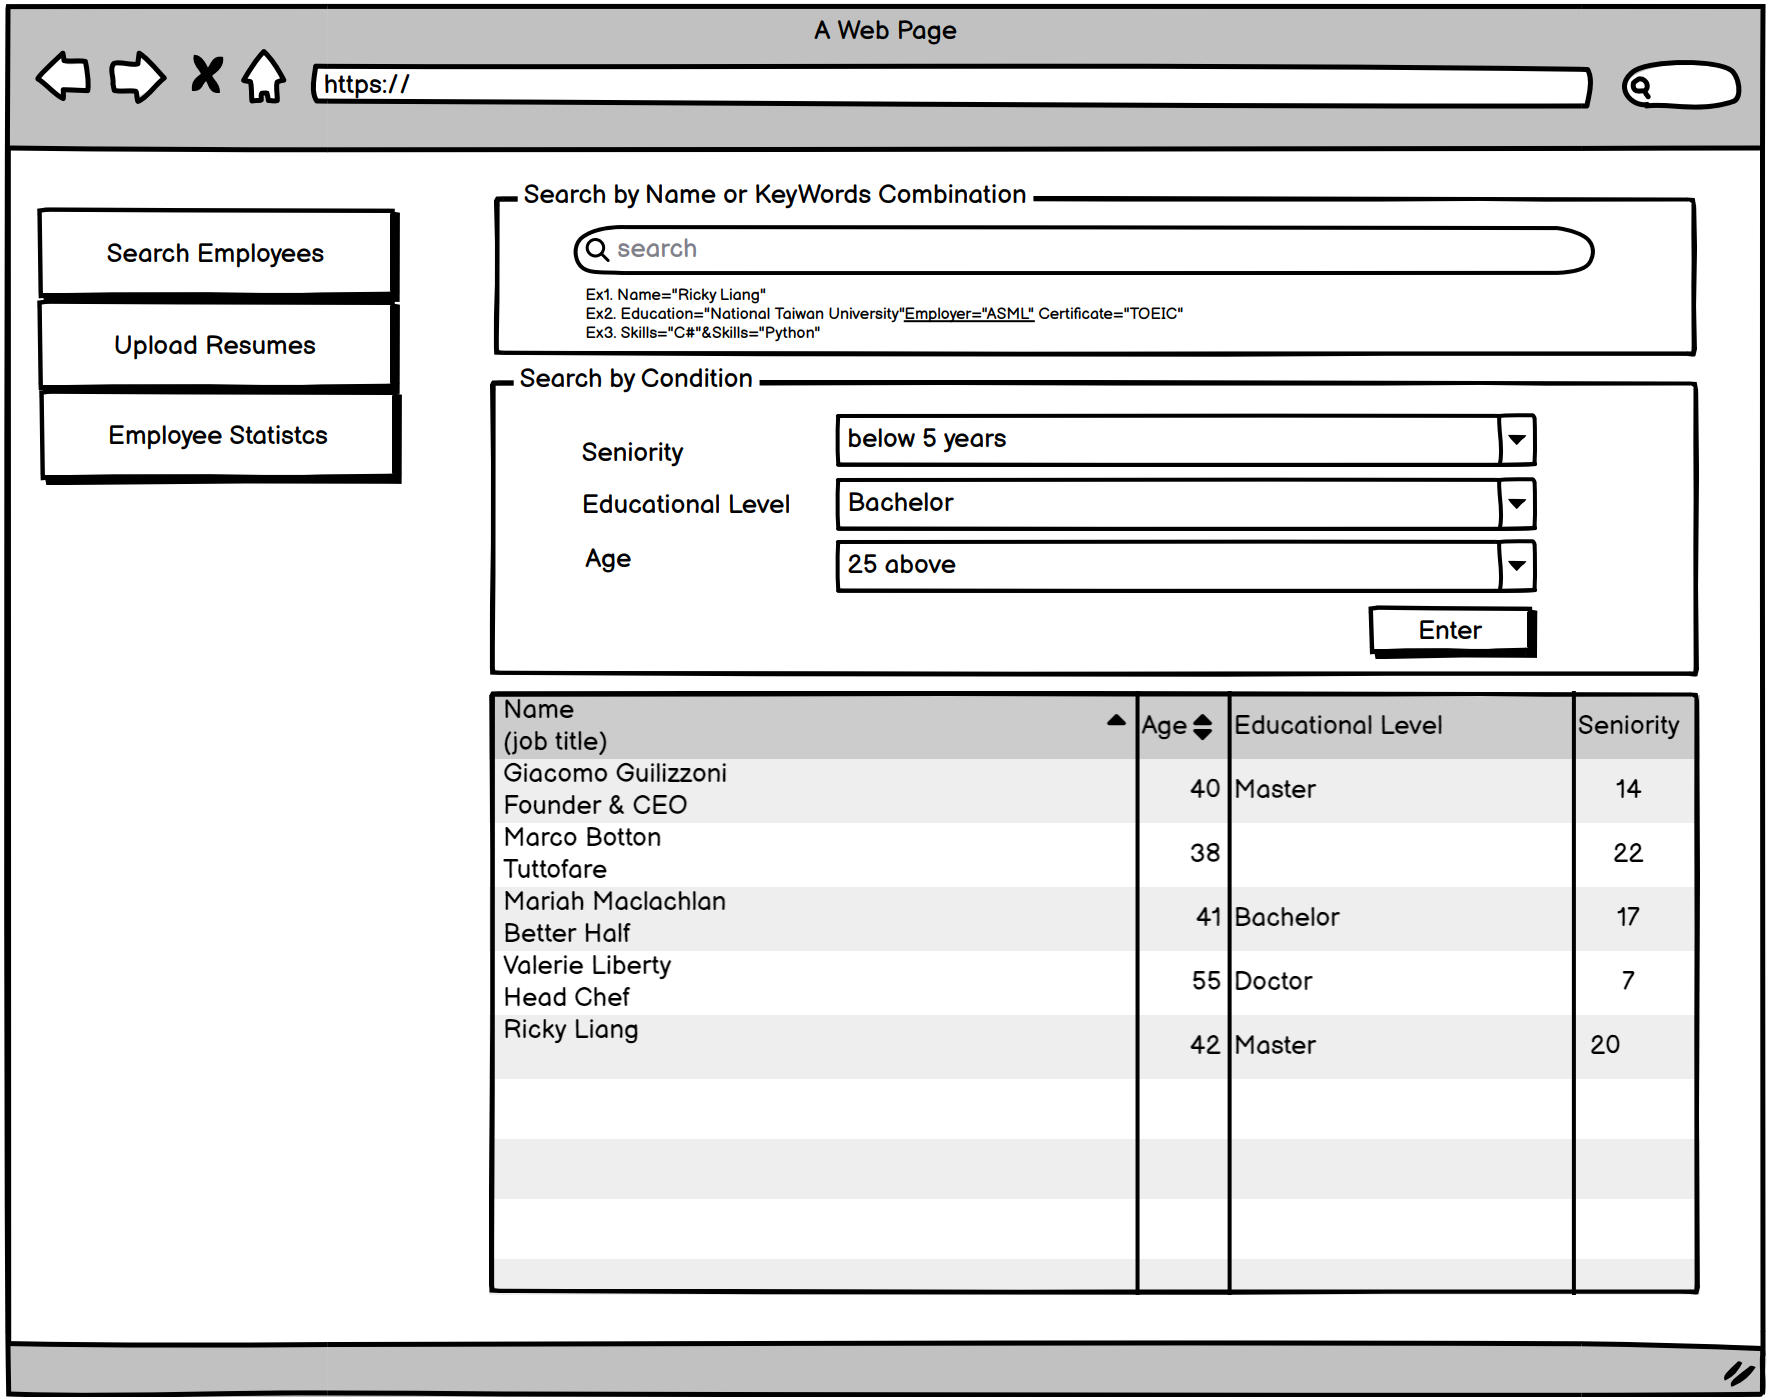 A Web Page
https://
Search Employees
Upload Resumes
Employee Statistcs
Search by Name or KeyWords Combination
search
Ex1. Name="Ricky Liang"
Ex2. Education="National Taiwan University"Employer="ASML" Certificate="TOEIC"
Ex3. Skills="C#"&Skills="Python"
Search by Condition
Seniority
below 5 years
Educational Level
Bachelor
Age
25 above
Enter
Name
(job title)
Age
Educational Level
Seniority
Giacomo Guilizzoni
Founder & CEO
40
Master
14
Marco Botton
Tuttofare
38
22
Mariah Maclachlan
Better Half
41
Bachelor
17
Valerie Liberty
Head Chef
55
Doctor
7
Ricky Liang
42
Master
20